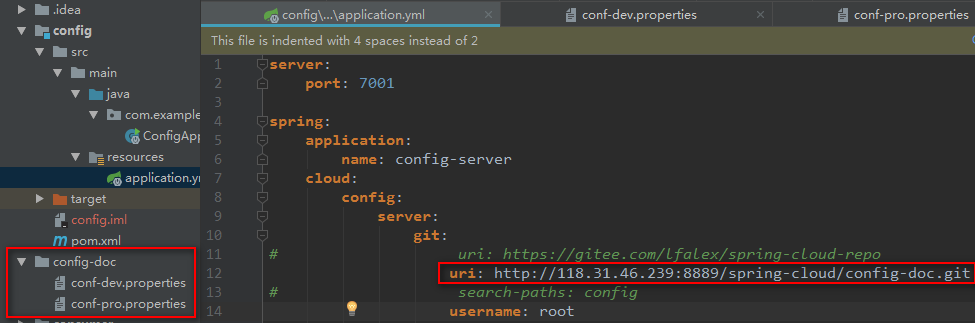 .idea
config
src
main
java
com.example
ConfigApp
resources
application.y
target
config.iml
pom.xml
config-doc
conf-dev.properties
conf-pro.properties
config\...\application.yml
conf-dev.properties
conf-pro.properties
This file is indented with 4 spaces instead of 2
1 server:
2 port: 7001
3
4 spring:
5 application:
6 name: config-server
7 cloud:
8 config:
9 server:
10 git:
11 # uri: https://gitee.com/lfalex/spring-cloud-repo
12 uri: http://118.31.46.239:8889/spring-cloud/config-doc.git
13 # search-paths: config
14 username: root